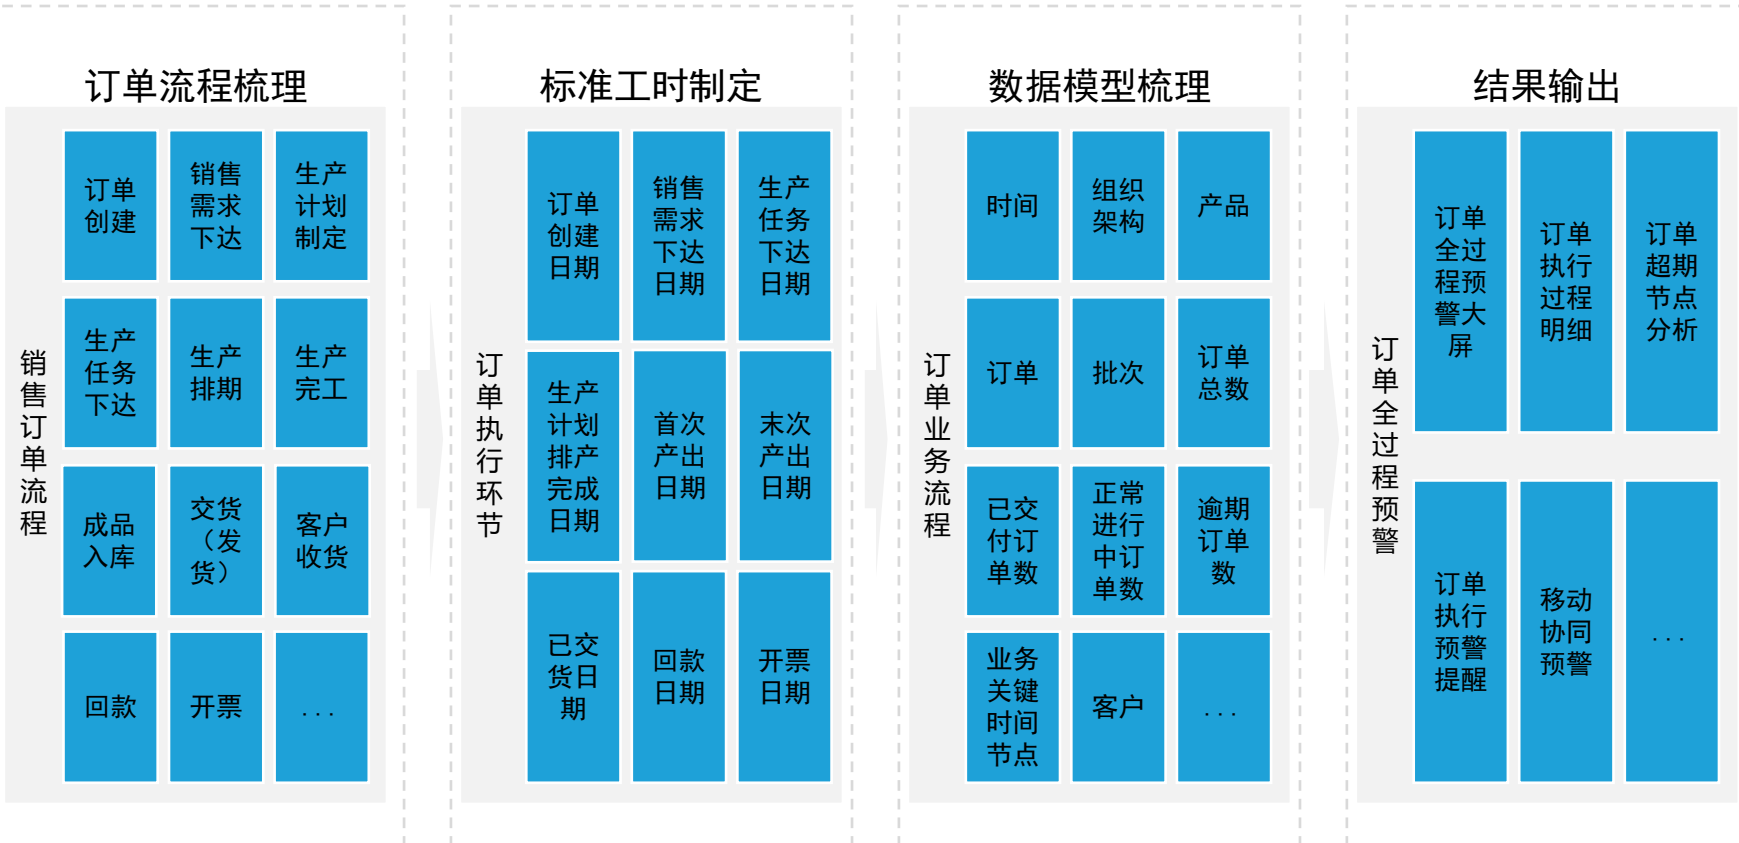 订单流程梳理
销售订单流程
订单
创建
销售
需求
下达
生产
计划
制定
生产
任务
下达
生产
排期
生产
完工
成品
入库
交货
（发
货）
客户
收货
回款
开票
...
标准工时制定
订单执行环节
订单
创建
日期
销售
需求
下达
日期
生产
任务
下达
日期
生产
计划
排产
完成
日期
首次
产出
日期
末次
产出
日期
已交
货日
期
回款
日期
开票
日期
数据模型梳理
订单业务流程
时间
组织
架构
产品
订单
批次
订单
总数
已交
付订
单数
正常
进行
中订
单数
逾期
订单
数
业务
关键
时间
节点
客户
...
结果输出
订单全过程预警
订单
全过
程预
警大
屏
订单
执行
过程
明细
订单
超期
节点
分析
订单
执行
预警
提醒
移动
协同
预警
...